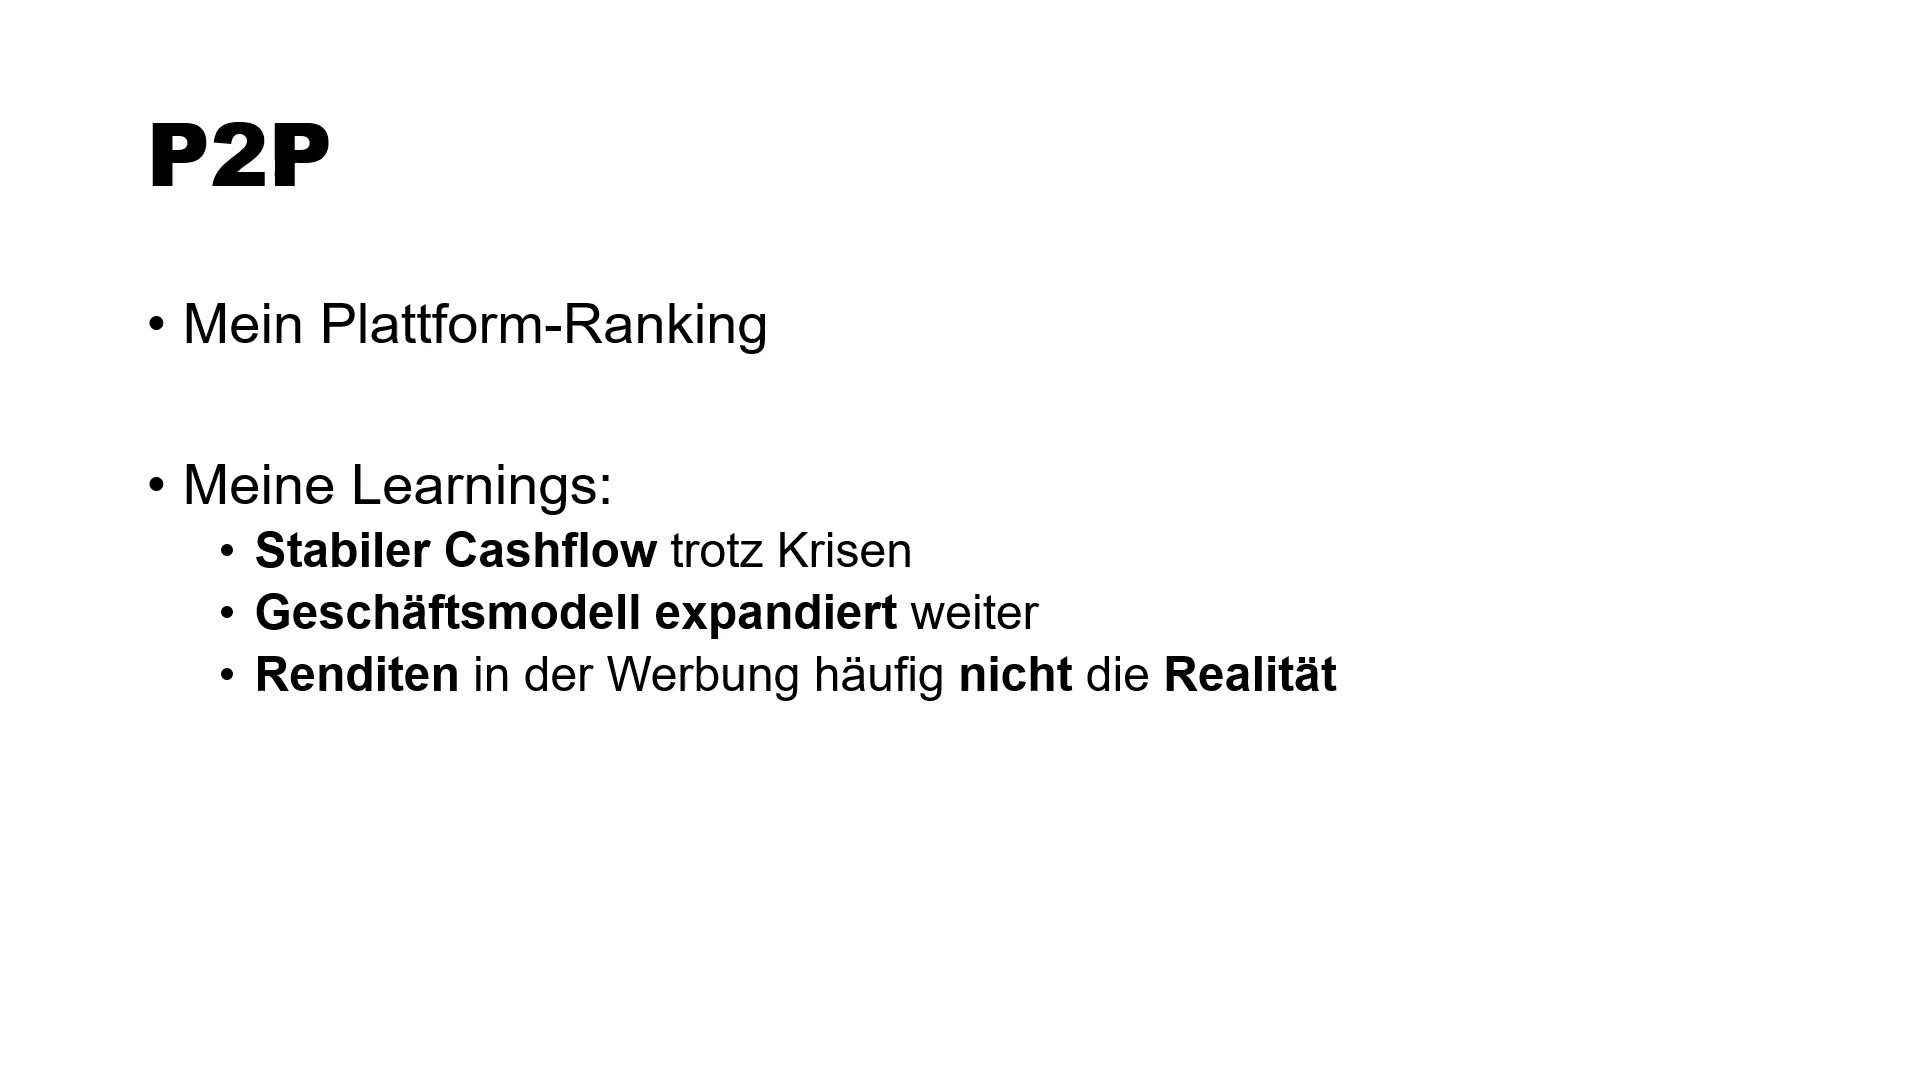 P2P
• Mein Plattform-Ranking
• Meine Learnings:
• Stabiler Cashflow trotz Krisen
• Geschäftsmodell expandiert weiter
• Renditen in der Werbung häufig nicht die Realität